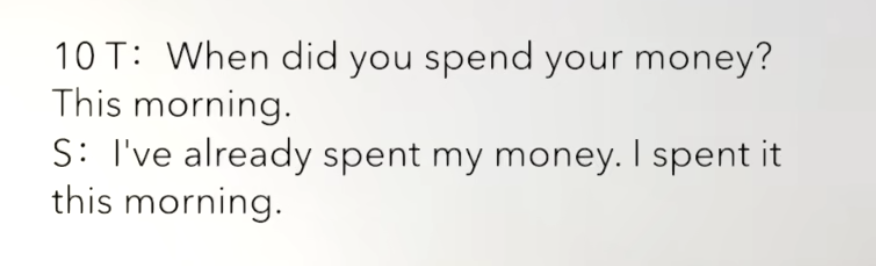 10 T:  When did you spend your money?
This morning.
S:  I've already spent my money. I spent it
this morning.